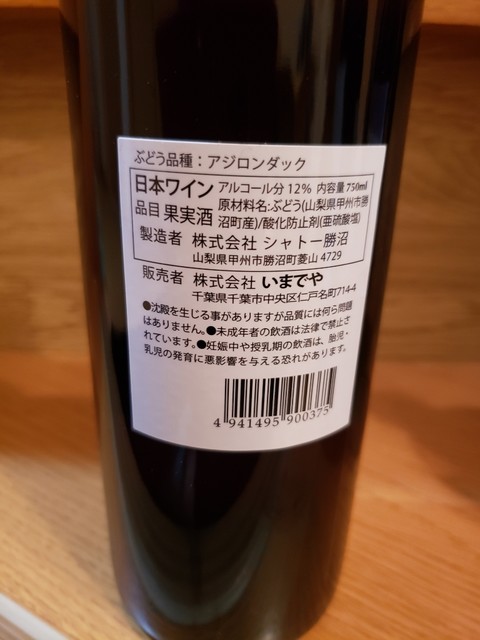 ぶどう品種：アジロンダック
日本ワイン アルコール分12% 内容量750ml
品目 果実酒 原材料名:ぶどう(山梨県甲州市勝
沼町産)/酸化防止剤(亜硫酸塩)
製造者 株式会社 シャトー勝沼
山梨県甲州市勝沼町菱山 4729
販売者 株式会社 いまでや
千葉県千葉市中央区仁戸名町714-4
●沈殿を生じる事がありますが品質には何ら問題
はありません。●未成年者の飲酒は法律で禁止さ
れています。●妊娠中や授乳期の飲酒は、胎児・
乳児の発育に悪影響を与える恐れがあります。
4 941495 900375